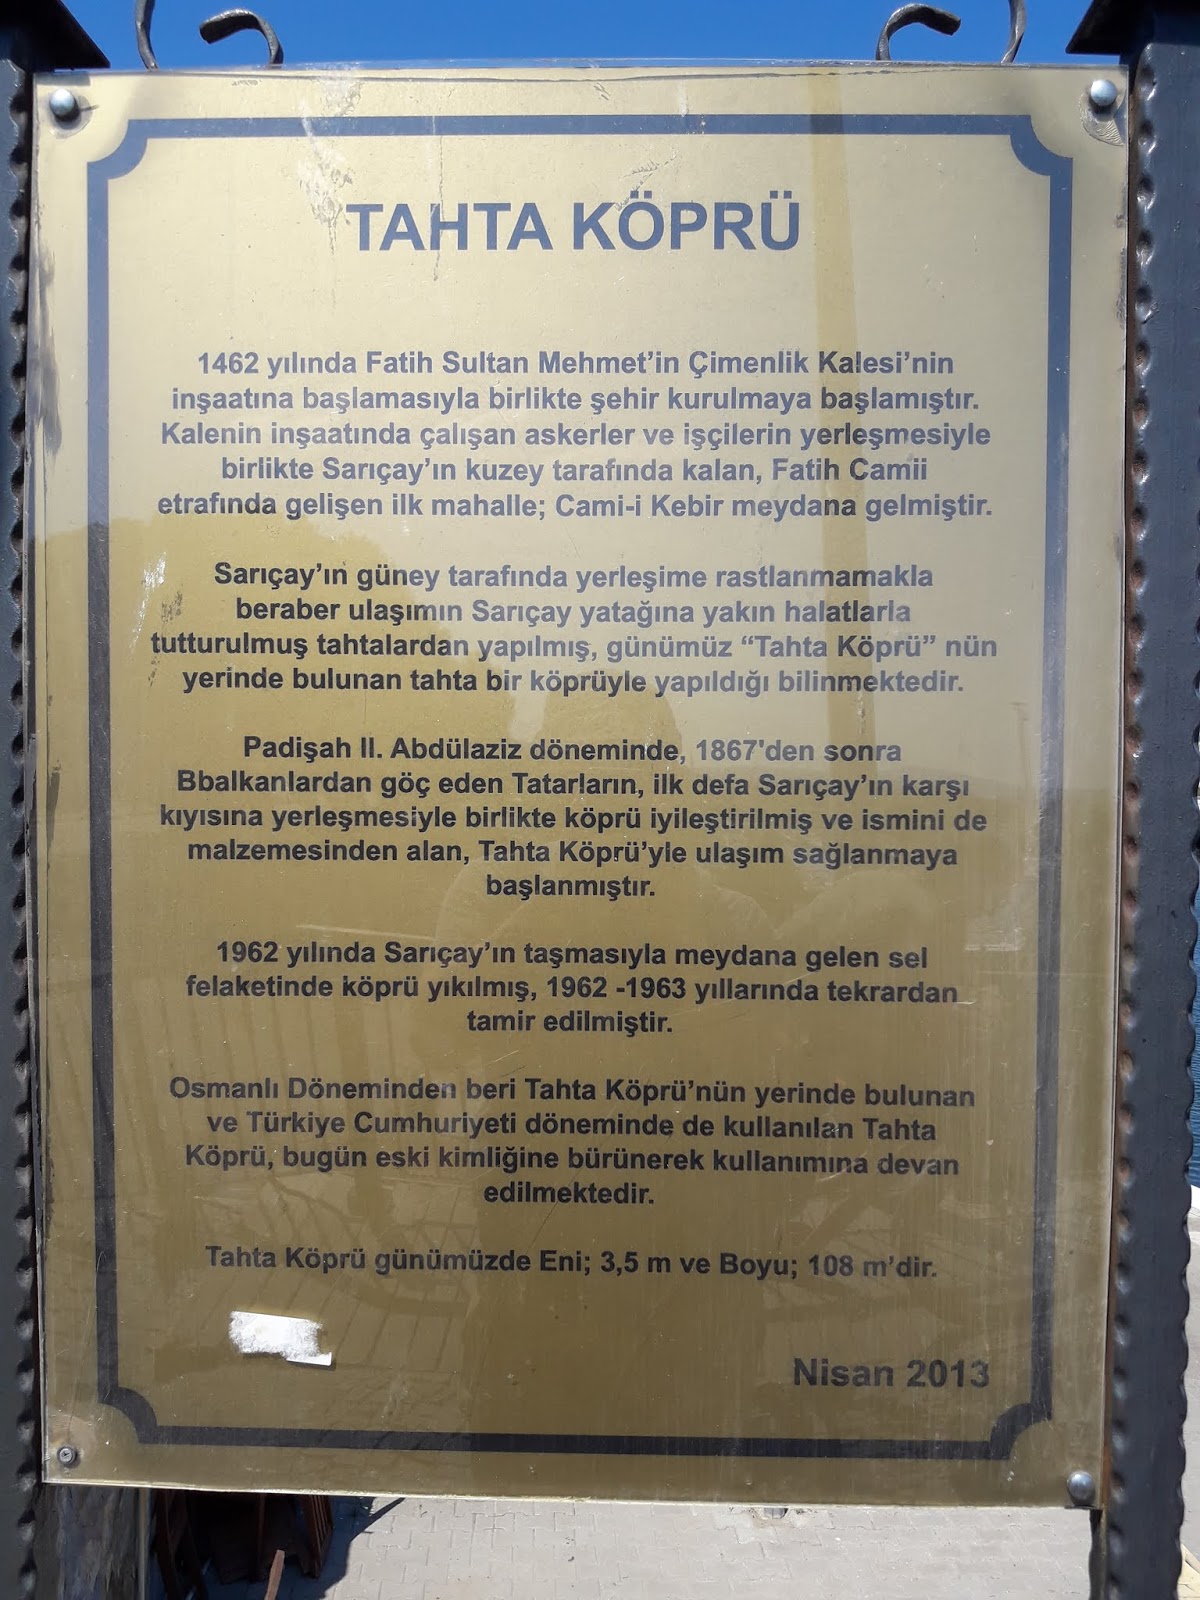 TAHTA KÖPRÜ
1462 yılında Fatih Sultan Mehmet’in Çimenlik Kalesi’nin
inşaatına başlamasıyla birlikte şehir kurulmaya başlamıştır.
Kalenin inşaatında çalışan askerler ve işçilerin yerleşmesiyle
birlikte Sarıçay’ın kuzey tarafında kalan, Fatih Camii
etrafında gelişen ilk mahalle; Cami-i Kebir meydana gelmiştir.
Sarıçay’ın güney tarafında yerleşime rastlanmamakla
beraber ulaşımın Sarıçay yatağına yakın halatlarla
tutturulmuş tahtalardan yapılmış, günümüz “Tahta Köprü” nün
yerinde bulunan tahta bir köprüyle yapıldığı bilinmektedir.
Padişah II. Abdülaziz döneminde, 1867'den sonra
Bbalkanlardan göç eden Tatarların, ilk defa Sarıçay’ın karşı
kıyısına yerleşmesiyle birlikte köprü iyileştirilmiş ve ismini de
malzemesinden alan, Tahta Köprü’yle ulaşım sağlanmaya
başlanmıştır.
1962 yılında Sarıçay’ın taşmasıyla meydana gelen sel
felaketinde köprü yıkılmış, 1962 -1963 yıllarında tekrardan
tamir edilmiştir.
Osmanlı Döneminden beri Tahta Köprü’nün yerinde bulunan
ve Türkiye Cumhuriyeti döneminde de kullanılan Tahta
Köprü, bugün eski kimliğine bürünerek kullanımına devan
edilmektedir.
Tahta Köprü günümüzde Eni; 3,5 m ve Boyu; 108 m’dir.
Nisan 2013